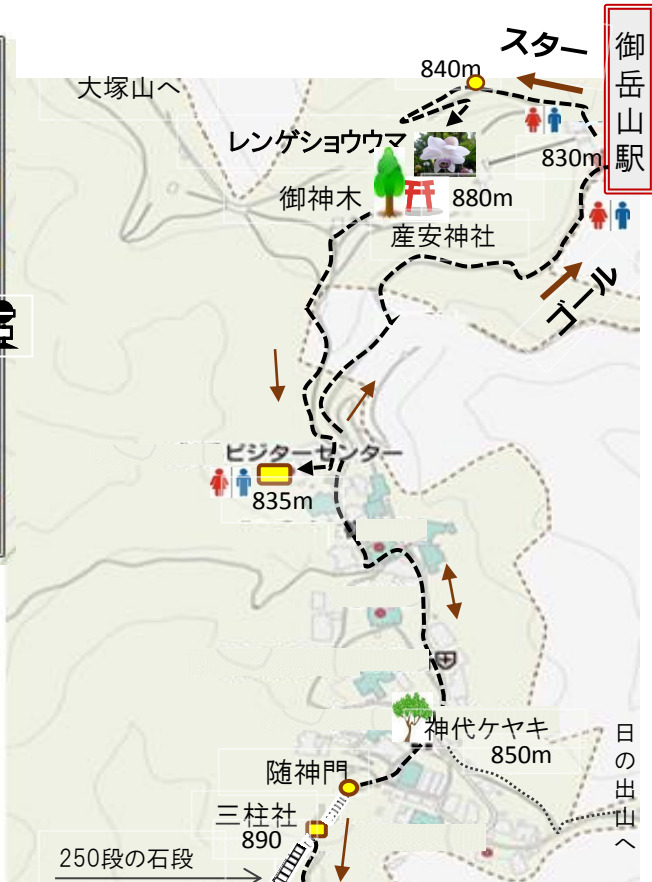 スター
御岳山駅
840m
大塚山へ
レンゲショウウマ
830m
御神木
880m
産安神社
ゴール
ビジターセンター
835m
神代ケヤキ
850m
日の出山へ
随神門
三柱社
890
250段の石段